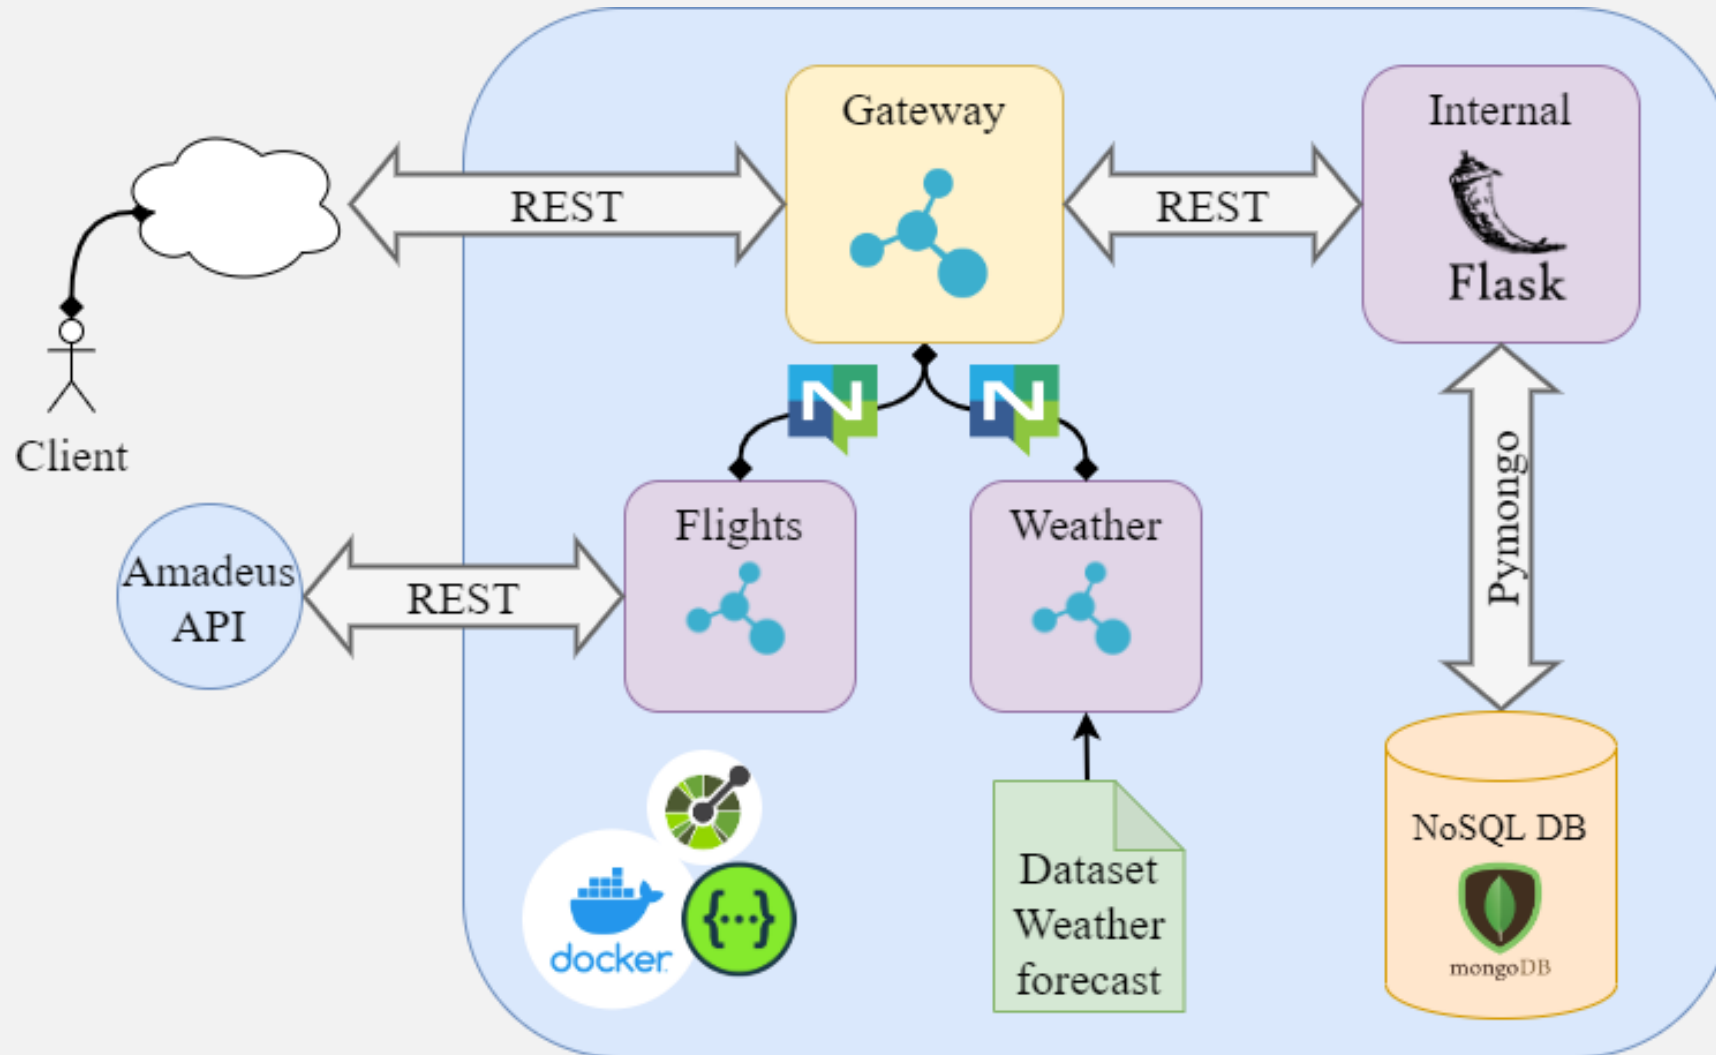 Gateway
Internal
REST
REST
Flask
N
N
Client
Flights
Weather
Pymongo
Amadeus
API
REST
NoSQL DB
Dataset
Weather
forecast
{...}
docker
mongoDB